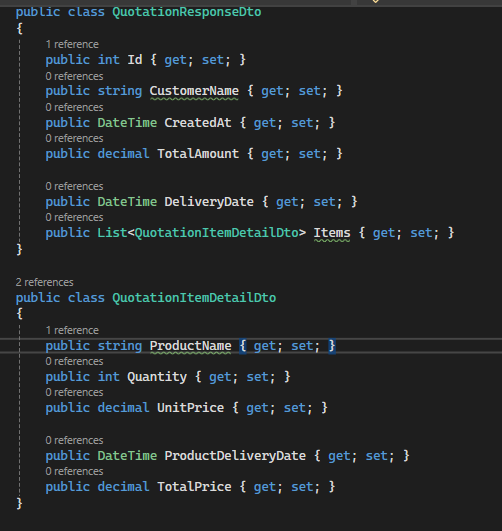 public class QuotationResponseDto
{
1 reference
public int Id { get; set; }
0 references
public string CustomerName { get; set; }
0 references
public DateTime CreatedAt { get; set; }
0 references
public decimal TotalAmount { get; set; }
0 references
public DateTime DeliveryDate { get; set; }
0 references
public List<QuotationItemDetailDto> Items { get; set; }
}
2 references
public class QuotationItemDetailDto
{
1 reference
public string ProductName { get; set; }
0 references
public int Quantity { get; set; }
0 references
public decimal UnitPrice { get; set; }
0 references
public DateTime ProductDeliveryDate { get; set; }
0 references
public decimal TotalPrice { get; set; }
}